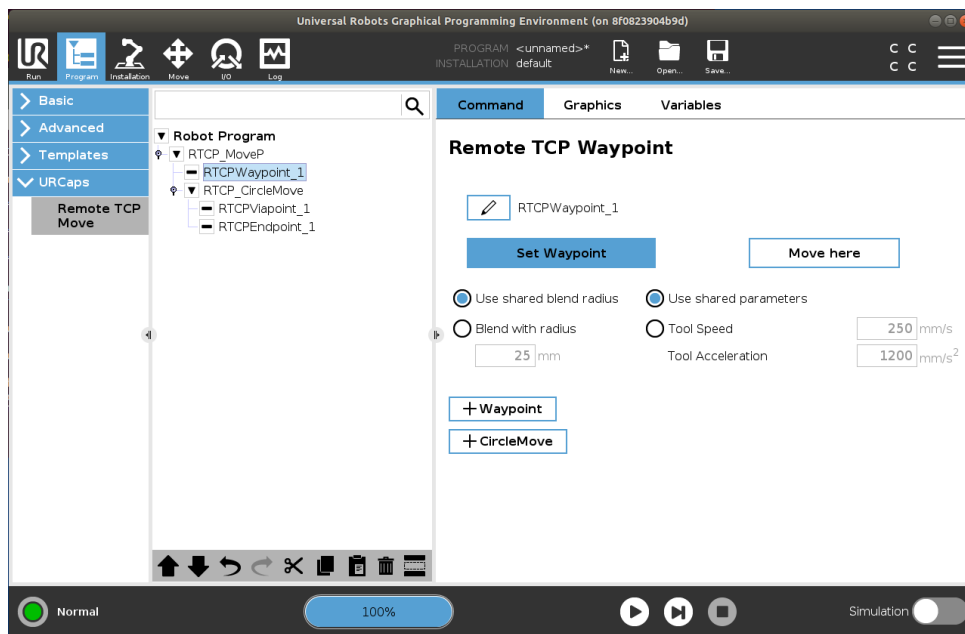 Universal Robots Graphical Programming Environment (on 8f0823904b9d)
UR
Run
Program
Installation
Move
I/O
Log
PROGRAM <unnamed>*
INSTALLATION default
New...
Open...
Save...
C C
C C
Basic
Advanced
Templates
URCaps
Remote TCP
Move
Robot Program
RTCP_MoveP
RTCPWaypoint_1
RTCP_CircleMove
RTCPViapoint_1
RTCPEndpoint_1
Command Graphics Variables
Remote TCP Waypoint
RTCPWaypoint_1
Set Waypoint Move here
Use shared blend radius Use shared parameters
Blend with radius Tool Speed 250 mm/s
25 mm Tool Acceleration 1200 mm/s²
+ Waypoint
+ CircleMove
Normal 100% Simulation